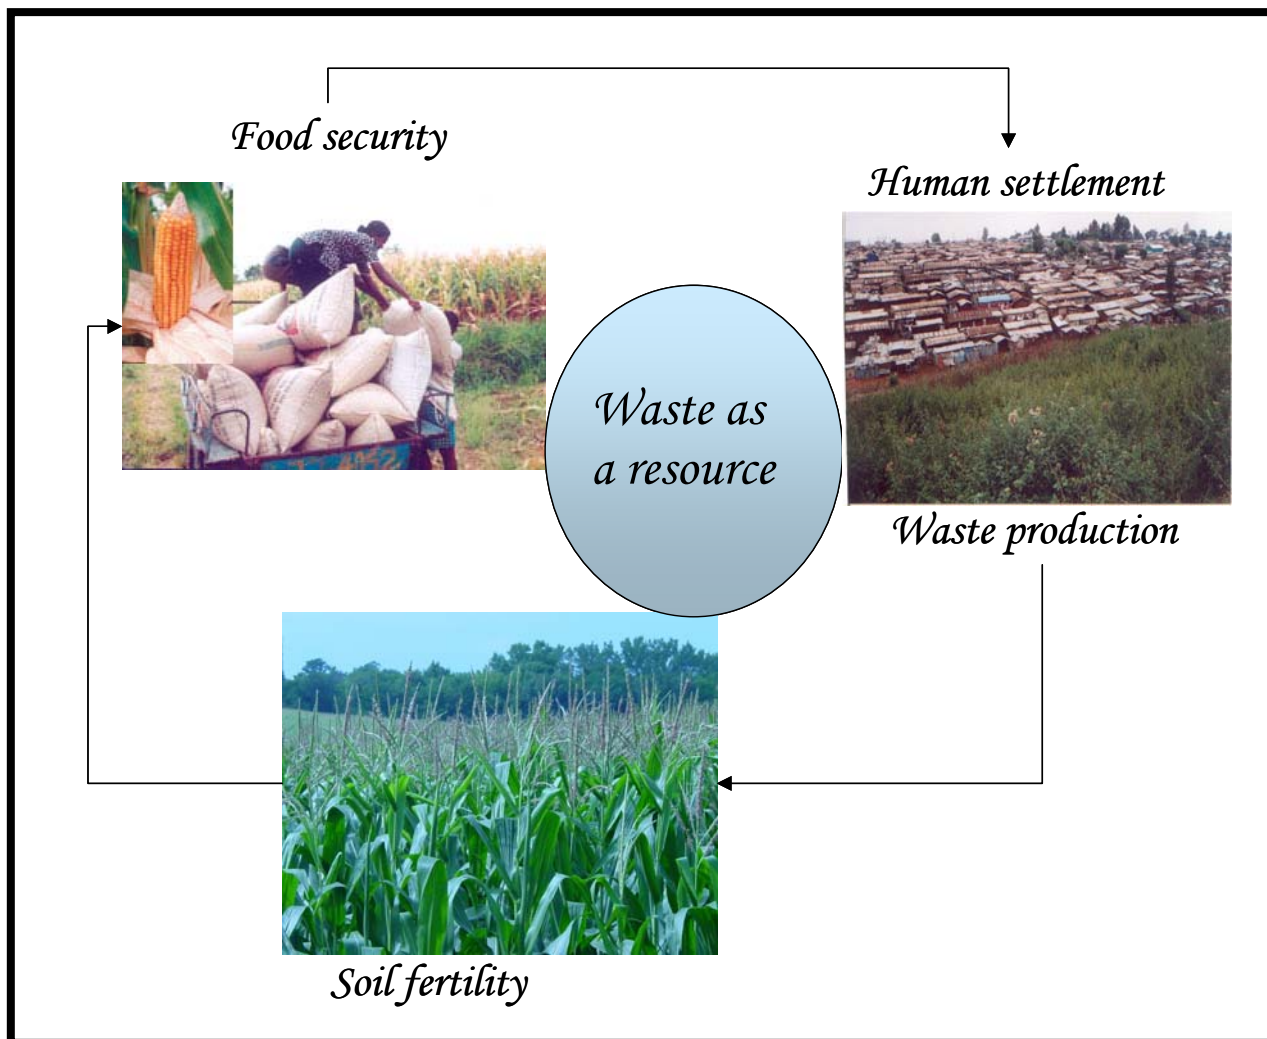 Food security
Human settlement
Waste as
a resource
Waste production
Soil fertility